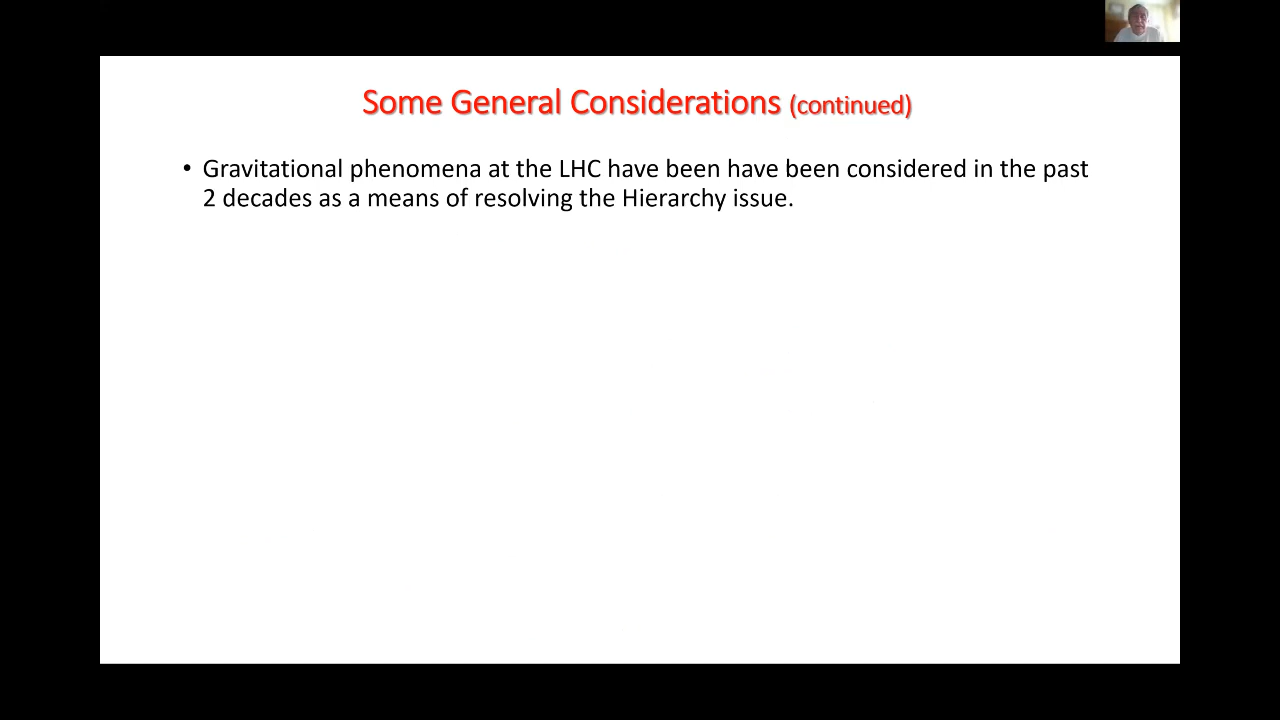 Some General Considerations (continued)
• Gravitational phenomena at the LHC have been have been considered in the past
2 decades as a means of resolving the Hierarchy issue.